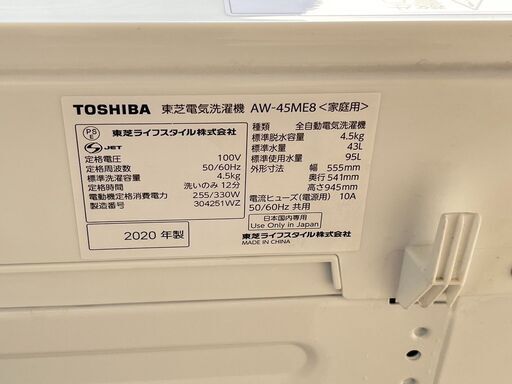 TOSHIBA 東芝電気洗濯機 AW-45ME8<家庭用>
PS E 東芝ライフスタイル株式会社
S JET
定格電圧 100V
定格周波数 50/60Hz
標準洗濯容量 4.5kg
定格時間 洗いのみ 12分
電動機定格消費電力 255/330W
製造番号 304251WZ
2020 年製
種類 全自動電気洗濯機
標準脱水容量 4.5kg
標準水量 43L
標準使用水量 95L
外形寸法 幅 555mm
奥行 541mm
高さ 945mm
電流ヒューズ(電源用) 10A
50/60Hz 共用
日本国内専用
Use Only in Japan
東芝ライフスタイル株式会社
MADE IN CHINA